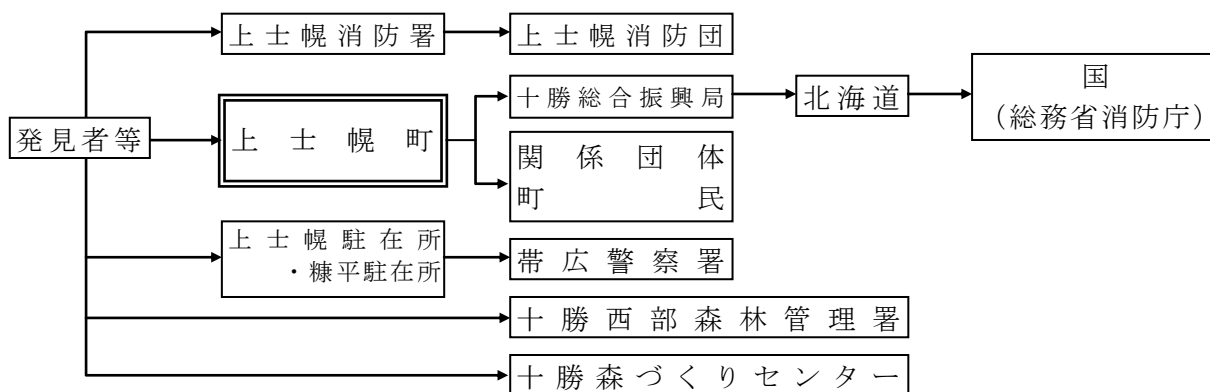 上士幌消防署
上士幌消防団
国
(総務省消防庁)
十勝総合振興局
北海道
発見者等
上士幌町
関係団体
町民
上士幌駐在所
・糠平駐在所
帯広警察署
十勝西部森林管理署
十勝森づくりセンター